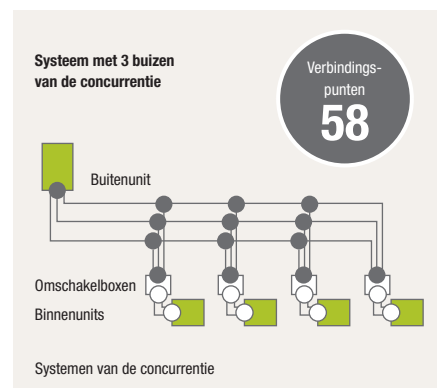 Systeem met 3 buizen
van de concurrentie
Verbindings-
punten
58
Buitenunit
Omschakelboxen
Binnenunits
Systemen van de concurrentie